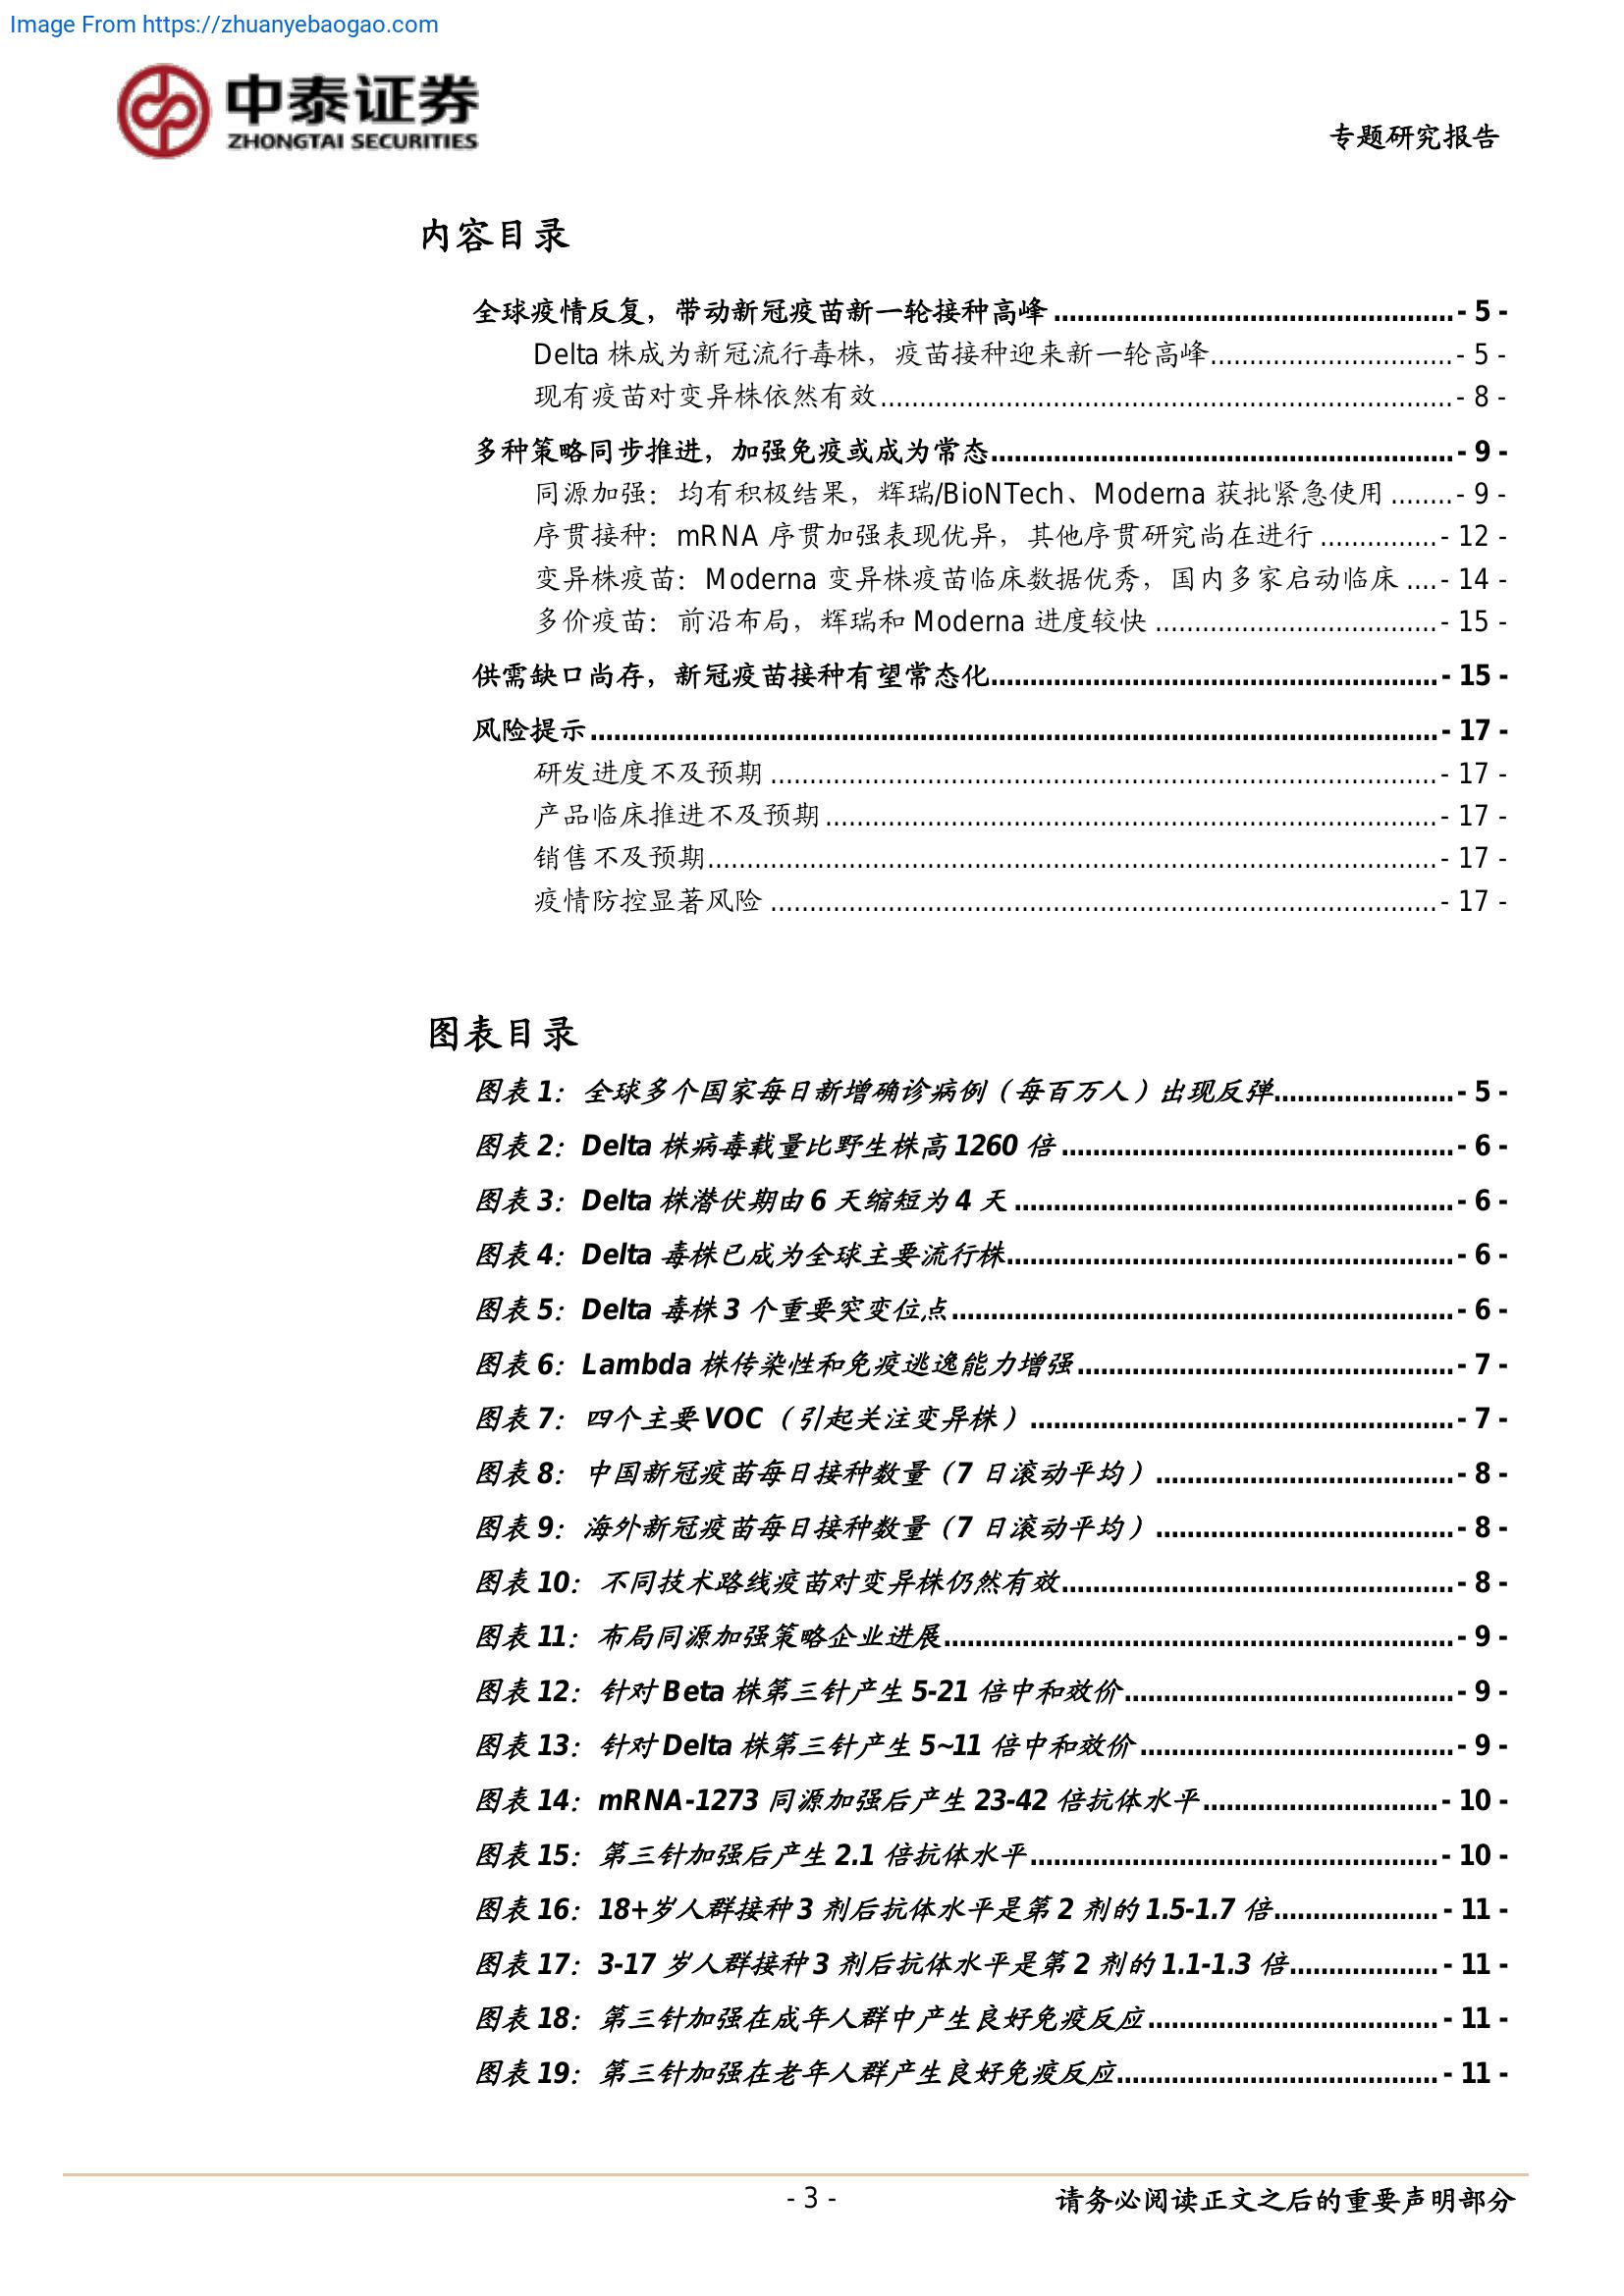 Image From https://zhuanyebaogao.com
中泰证券
ZHONGTAI SECURITIES
专题研究报告
内容目录
全球疫情反复，带动新冠疫苗新一轮接种高峰 ................................................... - 5 -
Delta 株成为新冠流行毒株，疫苗接种迎来新一轮高峰............................... - 5 -
现有疫苗对变异株依然有效......................................................................... - 8 -
多种策略同步推进，加强免疫或成为常态........................................................... - 9 -
同源加强：均有积极结果，辉瑞/BioNTech、Moderna 获批紧急使用 ........ - 9 -
序贯接种：mRNA 序贯加强表现优异，其他序贯研究尚在进行 ............... - 12 -
变异株疫苗：Moderna 变异株疫苗临床数据优秀，国内多家启动临床 .... - 14 -
多价疫苗：前沿布局，辉瑞和 Moderna 进度较快 .................................... - 15 -
供需缺口尚存，新冠疫苗接种有望常态化......................................................... - 15 -
风险提示 ............................................................................................................ - 17 -
研发进度不及预期 ..................................................................................... - 17 -
产品临床推进不及预期 .............................................................................. - 17 -
销售不及预期............................................................................................. - 17 -
疫情防控显著风险 ..................................................................................... - 17 -
图表目录
图表 1：全球多个国家每日新增确诊病例（每百万人）出现反弹....................... - 5 -
图表 2：Delta 株病毒载量比野生株高 1260 倍 .................................................. - 6 -
图表 3：Delta 株潜伏期由 6 天缩短为 4 天 ........................................................ - 6 -
图表 4：Delta 毒株已成为全球主要流行株......................................................... - 6 -
图表 5：Delta 毒株 3 个重要突变位点................................................................ - 6 -
图表 6：Lambda 株传染性和免疫逃逸能力增强................................................ - 7 -
图表 7：四个主要 VOC（引起关注变异株）...................................................... - 7 -
图表 8：中国新冠疫苗每日接种数量（7 日滚动平均）...................................... - 8 -
图表 9：海外新冠疫苗每日接种数量（7 日滚动平均）...................................... - 8 -
图表 10：不同技术路线疫苗对变异株仍然有效.................................................. - 8 -
图表 11：布局同源加强策略企业进展................................................................. - 9 -
图表 12：针对 Beta 株第三针产生 5-21 倍中和效价.......................................... - 9 -
图表 13：针对 Delta 株第三针产生 5~11 倍中和效价 ........................................ - 9 -
图表 14：mRNA-1273 同源加强后产生 23-42 倍抗体水平.............................. - 10 -
图表 15：第三针加强后产生 2.1 倍抗体水平.................................................... - 10 -
图表 16：18+岁人群接种 3 剂后抗体水平是第 2 剂的 1.5-1.7 倍..................... - 11 -
图表 17：3-17 岁人群接种 3 剂后抗体水平是第 2 剂的 1.1-1.3 倍................... - 11 -
图表 18：第三针加强在成年人群中产生良好免疫反应..................................... - 11 -
图表 19：第三针加强在老年人群产生良好免疫反应......................................... - 11 -
- 3 -
请务必阅读正文之后的重要声明部分